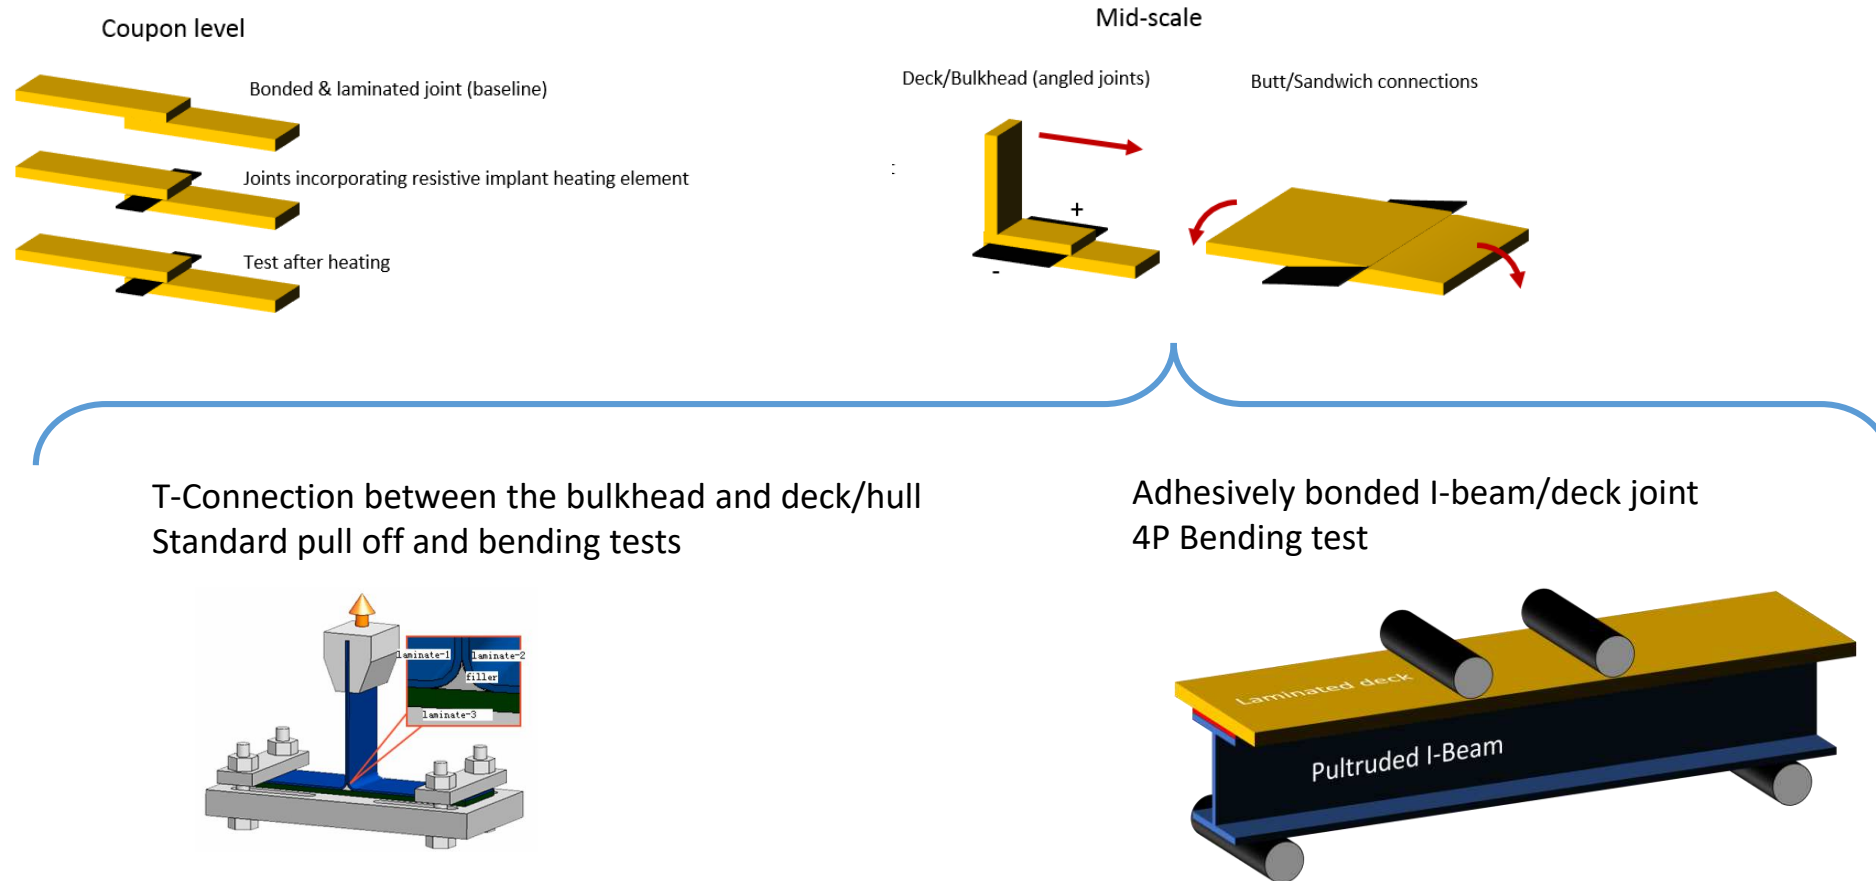 Coupon level
Bonded & laminated joint (baseline)
Joints incorporating resistive implant heating element
Test after heating
Mid-scale
Deck/Bulkhead (angled joints)
Butt/Sandwich connections
+
-
:
T-Connection between the bulkhead and deck/hull
Standard pull off and bending tests
laminate-1
laminate-2
filler
laminate-3
Adhesively bonded I-beam/deck joint
4P Bending test
Laminated deck
Pultruded I-Beam